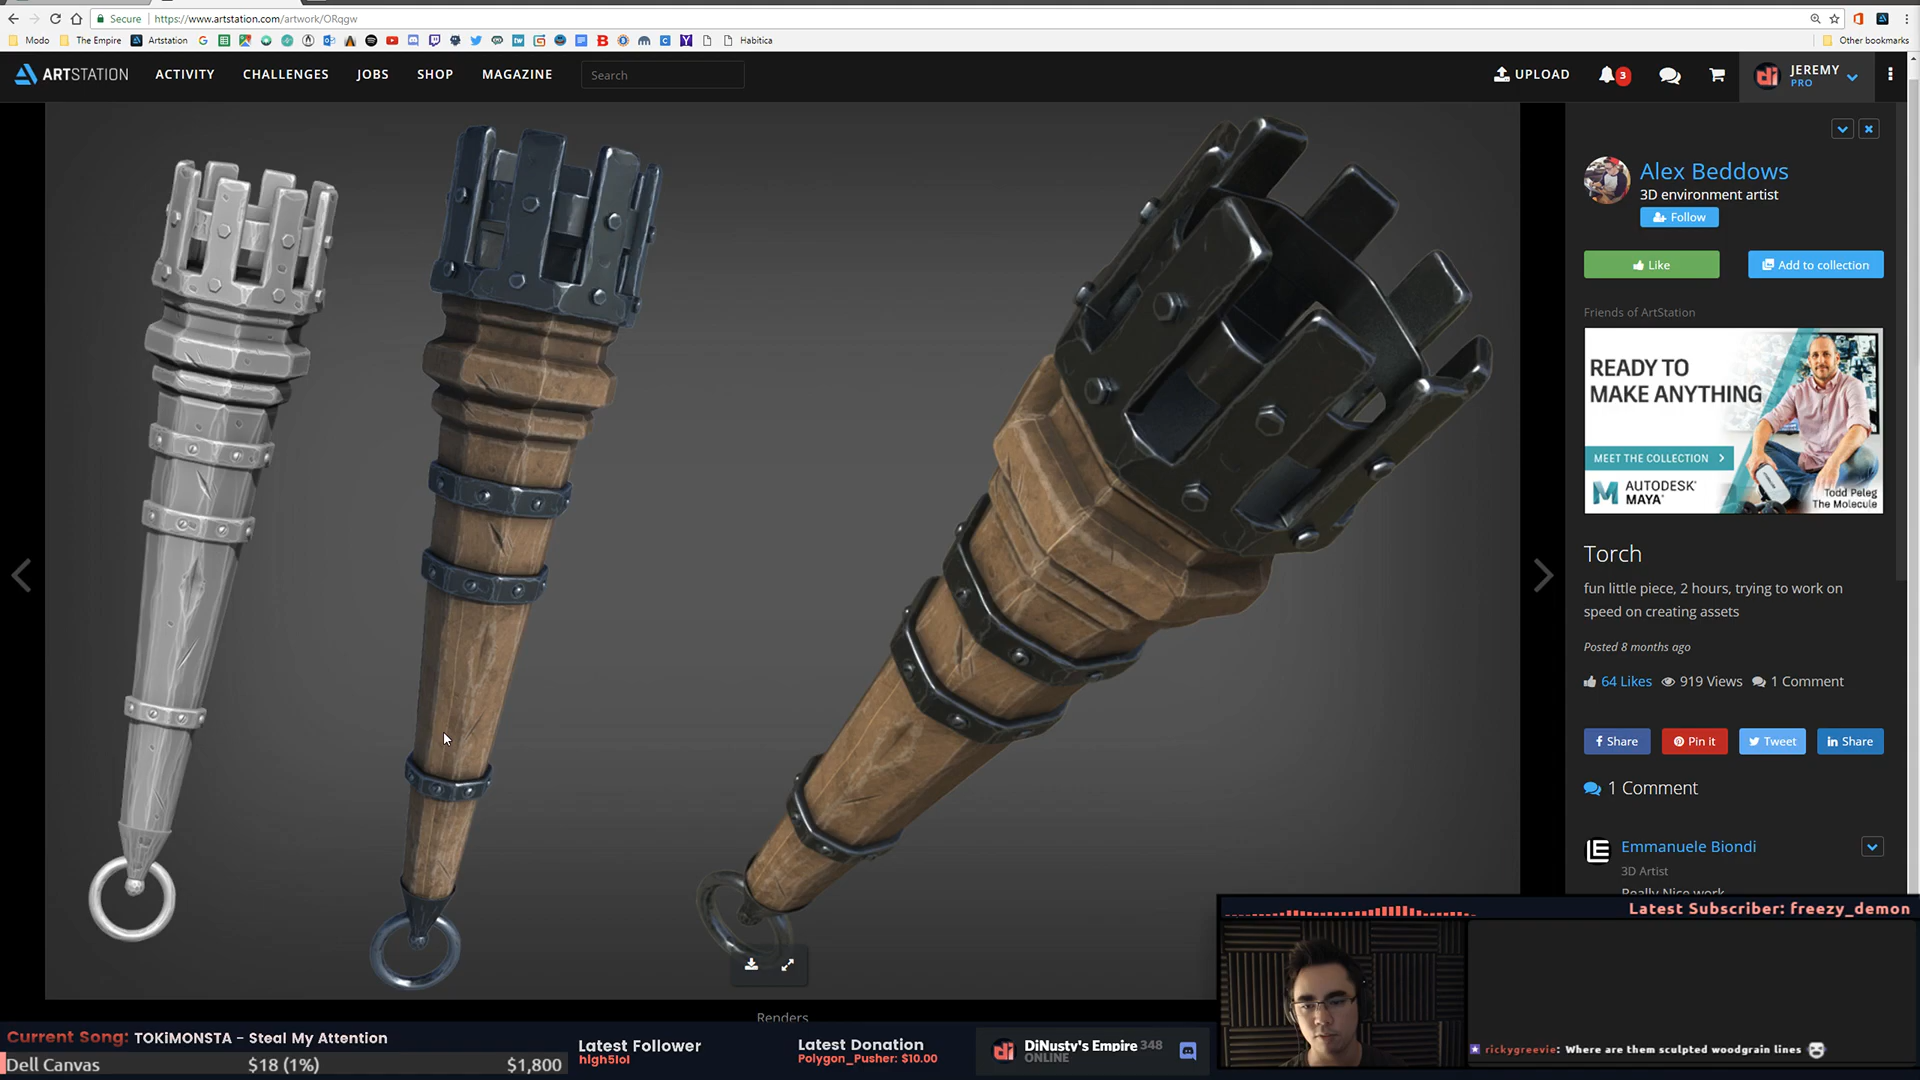 Secure | https://www.artstation.com/artwork/ORqgw
Modo The Empire Artstation Habitica Other bookmarks
ARTSTATION ACTIVITY CHALLENGES JOBS SHOP MAGAZINE Search UPLOAD 3 JEREMY
PRO
Alex Beddows
3D environment artist
Follow
Like Add to collection
Friends of ArtStation
READY TO
MAKE ANYTHING
MEET THE COLLECTION
AUTODESK®
MAYA®
Todd Peleg
The Molecule
Torch
fun little piece, 2 hours, trying to work on
speed on creating assets
Posted 8 months ago
64 Likes 919 Views 1 Comment
Share Pin it Tweet Share
1 Comment
Emmanuele Biondi
3D Artist
Really Nice work
Renders
Latest Subscriber: freezy_demon
rickygreevie: Where are them sculpted woodgrain lines
Current Song: TOKiMONSTA - Steal My Attention
Dell Canvas $18 (1%) $1,800
Latest Follower
h1gh5lol
Latest Donation
Polygon_Pusher: $10.00
DiNusty's Empire 348
ONLINE